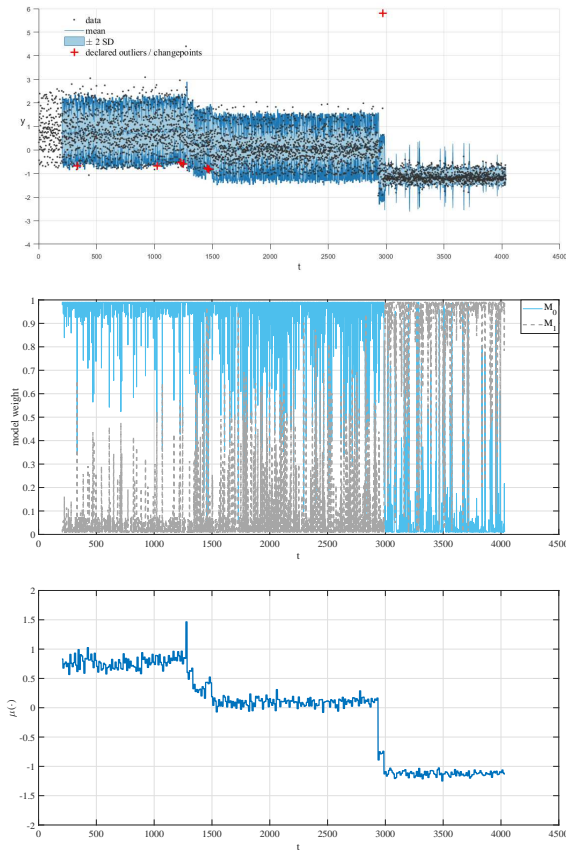 6
5
4
3
2
1
0
-1
-2
-3
-4
y
data
mean
± 2 SD
declared outliers / changepoints
0 500 1000 1500 2000 2500 3000 3500 4000 4500
t
1
0.9
0.8
0.7
0.6
0.5
0.4
0.3
0.2
0.1
0
model weight
M0
M1
0 500 1000 1500 2000 2500 3000 3500 4000 4500
t
2
1.5
1
0.5
0
-0.5
-1
-1.5
-2
μ(·)
0 500 1000 1500 2000 2500 3000 3500 4000 4500
t